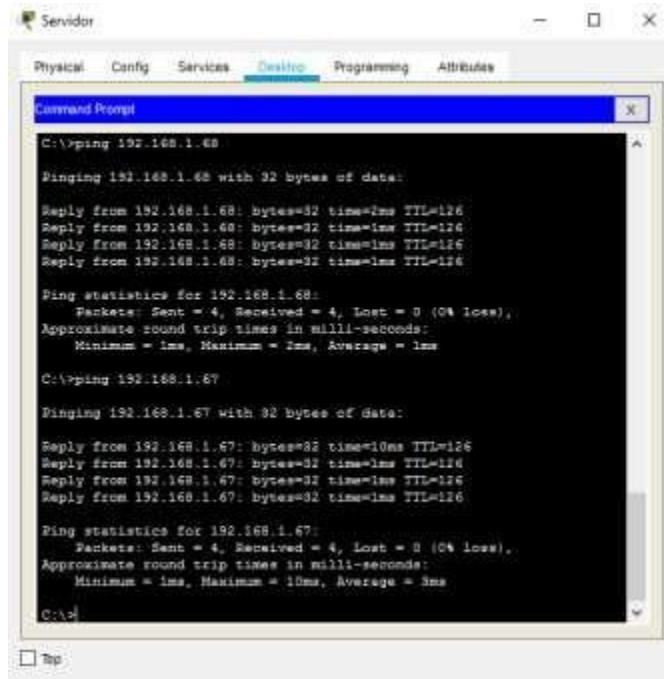 Servidor
Physical Config Services Desktop Programming Attributes
Command Prompt
X
C:\>ping 192.168.1.68
Pinging 192.168.1.68 with 32 bytes of data:
Reply from 192.168.1.68: bytes=32 time=2ms TTL=126
Reply from 192.168.1.68: bytes=32 time=1ms TTL=126
Reply from 192.168.1.68: bytes=32 time=1ms TTL=126
Reply from 192.168.1.68: bytes=32 time=1ms TTL=126
Ping statistics for 192.168.1.68:
Packets: Sent = 4, Received = 4, Lost = 0 (0% loss),
Approximate round trip times in milli-seconds:
Minimum = 1ms, Maximum = 2ms, Average = 1ms
C:\>ping 192.168.1.67
Pinging 192.168.1.67 with 32 bytes of data:
Reply from 192.168.1.67: bytes=32 time=10ms TTL=126
Reply from 192.168.1.67: bytes=32 time=1ms TTL=126
Reply from 192.168.1.67: bytes=32 time=1ms TTL=126
Reply from 192.168.1.67: bytes=32 time=1ms TTL=126
Ping statistics for 192.168.1.67:
Packets: Sent = 4, Received = 4, Lost = 0 (0% loss),
Approximate round trip times in milli-seconds:
Minimum = 1ms, Maximum = 10ms, Average = 3ms
C:\>
Top